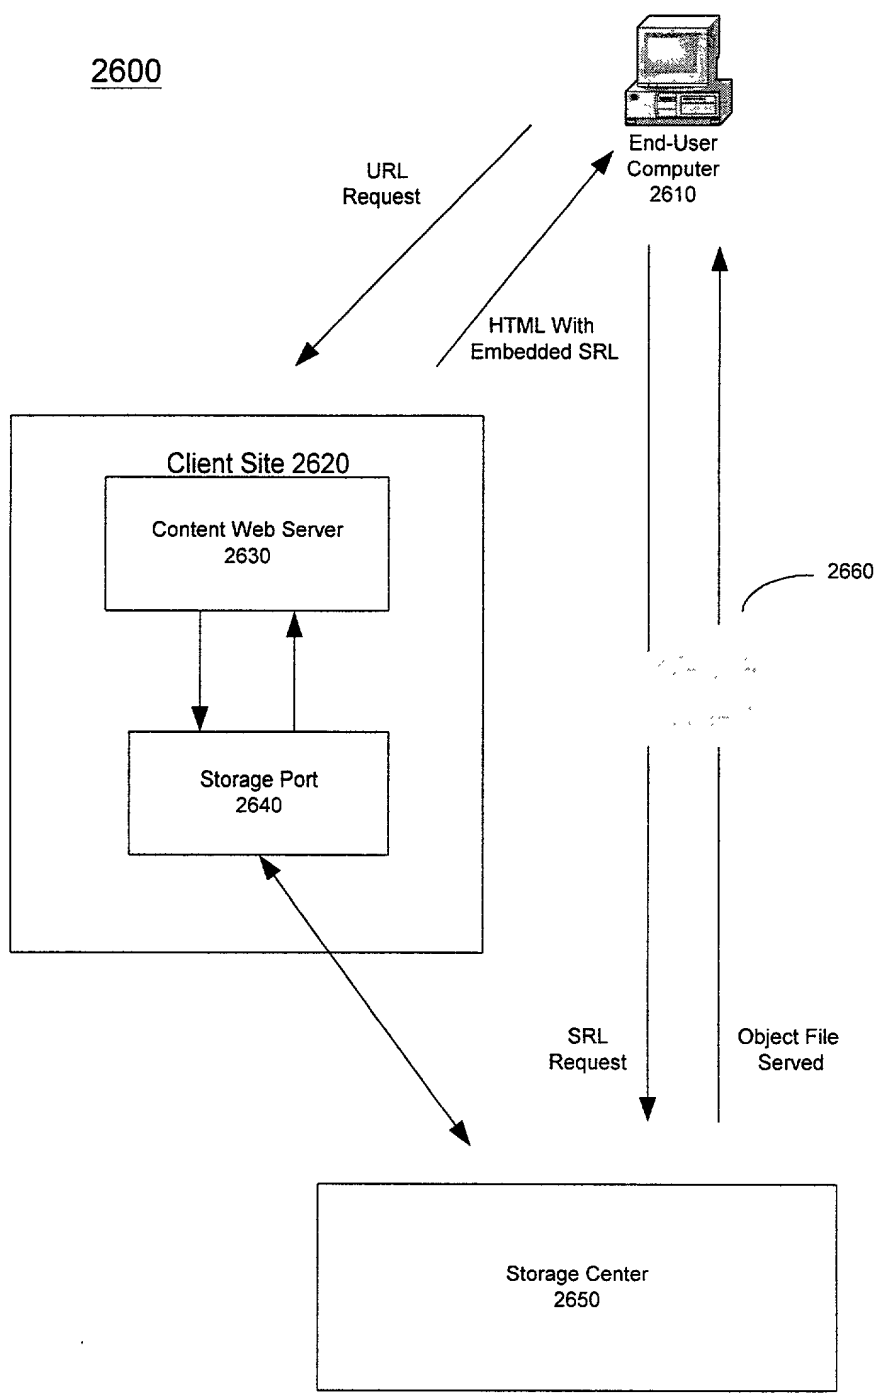 2600
End-User
Computer
2610
URL
Request
HTML With
Embedded SRL
Client Site 2620
Content Web Server
2630
2660
Storage Port
2640
SRL
Request
Object File
Served
Storage Center
2650